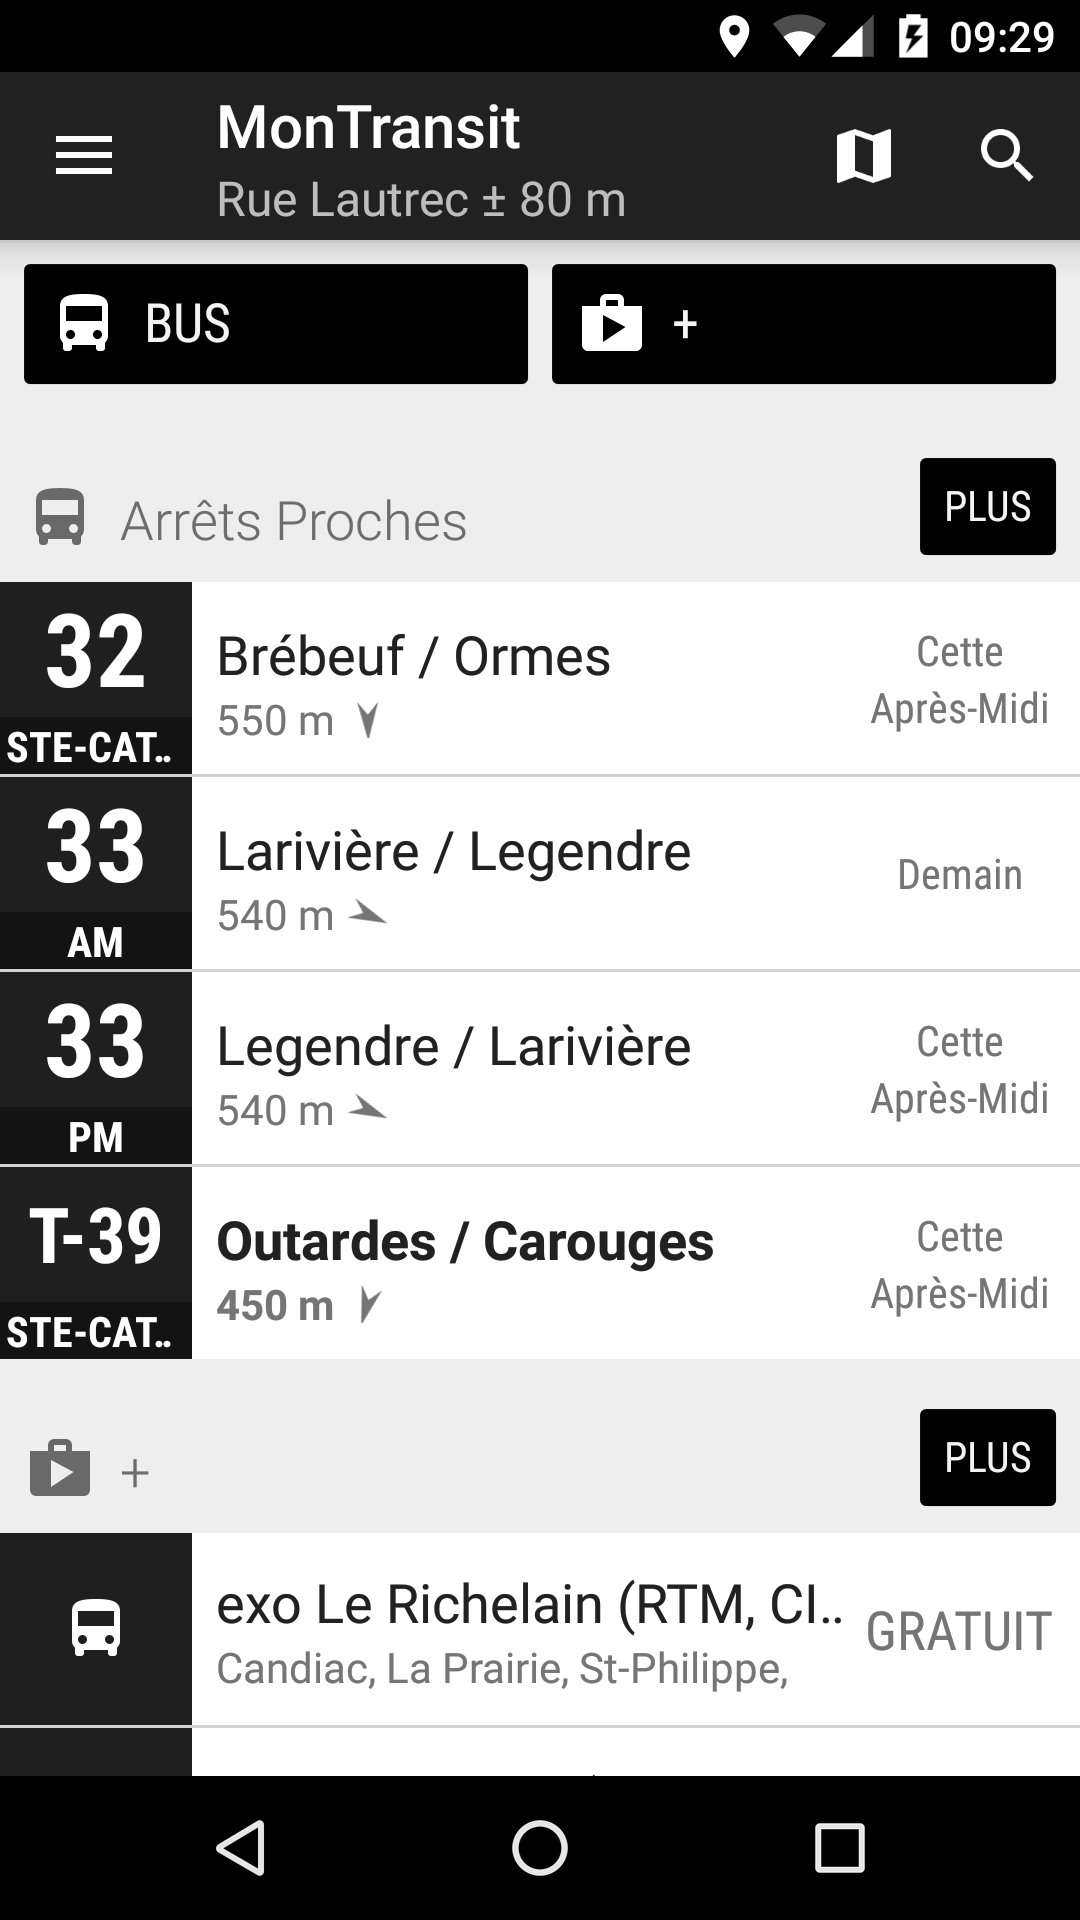 09:29
MonTransit
Rue Lautrec ± 80 m
BUS
+
Arrêts Proches
PLUS
32
STE-CAT..
Brébeuf / Ormes
550 m
Cette
Après-Midi
33
AM
Larivière / Legendre
540 m
Demain
33
PM
Legendre / Larivière
540 m
Cette
Après-Midi
T-39
STE-CAT..
Outardes / Carouges
450 m
Cette
Après-Midi
+
PLUS
exo Le Richelain (RTM, CI..
Candiac, La Prairie, St-Philippe,
GRATUIT